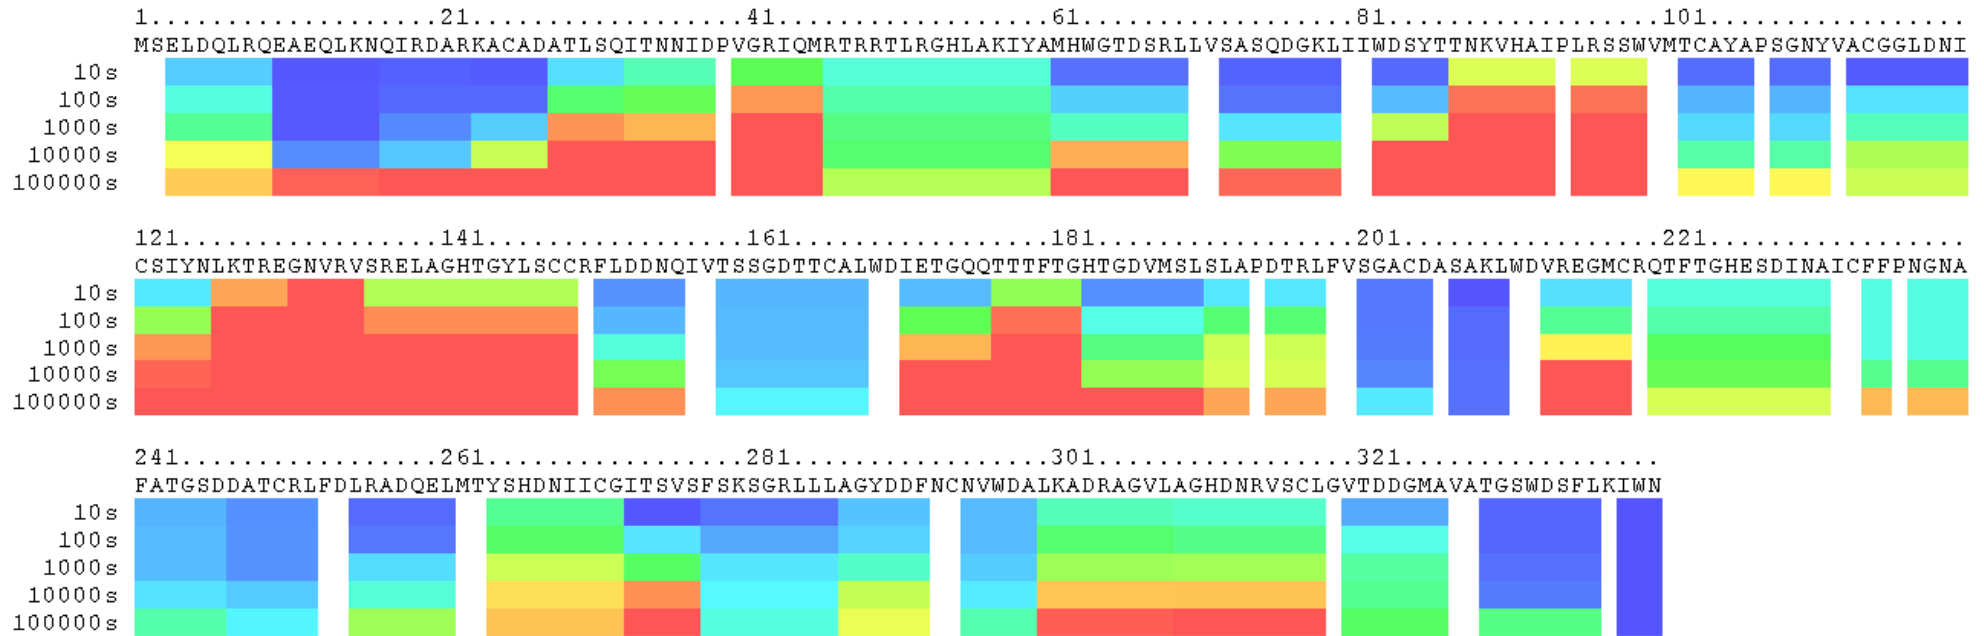 1...................21..................41..................61..................81..................101.................
MSELDQLRQEAEQLKNQIRDARKACADATLSQITNNIDPVGRIQMRTRRTLRGHLAKIYAMHWGTDSRLLVSASQDGKLIIWDSYTTNKVHAIPLRSSWVMTCAYAPSGNYVACGGLDNI
10s
100s
1000s
10000s
100000s
121.................141.................161.................181.................201.................221.................
CSIYNLKTREGNVRVSRELAGHTGYLSCCRFLDDNQIVTSSGDTTCALWDIETGQQTTTFTGHTGDVMSLSLAPDTRLFVSGACDASAKLWDVREGMCRQTFTGHESDINAICFFPNGNA
10s
100s
1000s
10000s
100000s
241.................261.................281.................301.................321.................
FATGSDDATCRLFDLRADQELMTYSHDNIICGITSVSFSKSGRLLLAGYDDFNCNVWDALKADRAGVLAGHDNRVSCLGVTDDGMAVATGSWDSFLKIWN
10s
100s
1000s
10000s
100000s